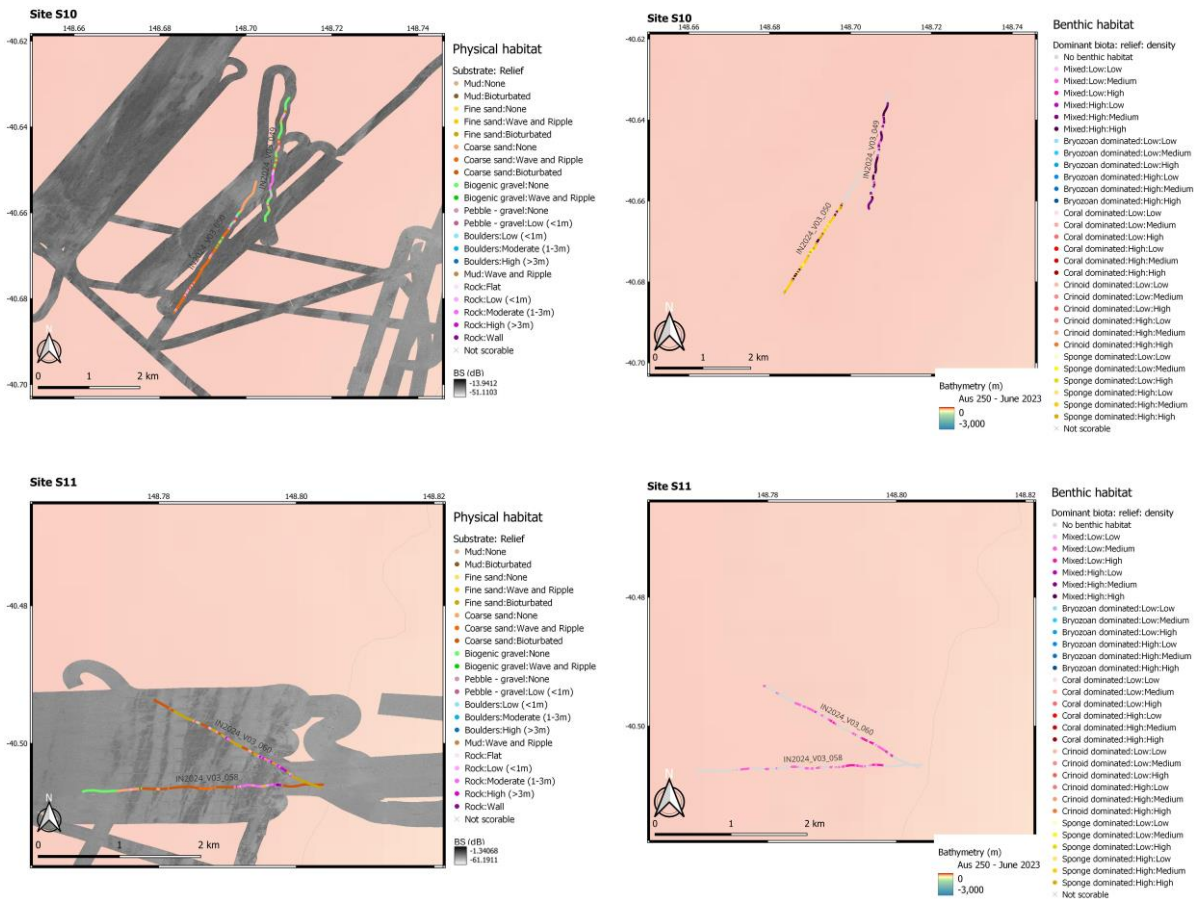 Site S10
148.66 148.68 148.70 148.72 148.74
-40.62
-40.64
-40.66
-40.68
-40.70
IN2024_V03_049
N
0 1 2 km
Physical habitat
Substrate: Relief
Mud:None
Mud:Bioturbated
Fine sand:None
Fine sand:Wave and Ripple
Fine sand:Bioturbated
Coarse sand:None
Coarse sand:Wave and Ripple
Coarse sand:Bioturbated
Biogenic gravel:None
Biogenic gravel:Wave and Ripple
Pebble - gravel:None
Pebble - gravel:Low (<1m)
Boulders:Low (<1m)
Boulders:Moderate (1-3m)
Boulders:High (>3m)
Mud:Wave and Ripple
Rock:Flat
Rock:Low (<1m)
Rock:Moderate (1-3m)
Rock:High (>3m)
Rock:Wall
Not scorable
BS (dB)
-13.9412
-51.1103
Site S10
148.66 148.68 148.70 148.72 148.74
-40.62
-40.64
-40.66
-40.68
-40.70
IN2024_V03_049
IN2024_V03_050
N
0 1 2 km
Bathymetry (m)
Aus 250 - June 2023
0
-3,000
Benthic habitat
Dominant biota: relief: density
No benthic habitat
Mixed:Low:Low
Mixed:Low:Medium
Mixed:Low:High
Mixed:High:Low
Mixed:High:Medium
Mixed:High:High
Bryozoan dominated:Low:Low
Bryozoan dominated:Low:Medium
Bryozoan dominated:Low:High
Bryozoan dominated:High:Low
Bryozoan dominated:High:Medium
Bryozoan dominated:High:High
Coral dominated:Low:Low
Coral dominated:Low:Medium
Coral dominated:Low:High
Coral dominated:High:Low
Coral dominated:High:Medium
Coral dominated:High:High
Crinoid dominated:Low:Low
Crinoid dominated:Low:Medium
Crinoid dominated:Low:High
Crinoid dominated:High:Low
Crinoid dominated:High:Medium
Crinoid dominated:High:High
Sponge dominated:Low:Low
Sponge dominated:Low:Medium
Sponge dominated:Low:High
Sponge dominated:High:Low
Sponge dominated:High:Medium
Sponge dominated:High:High
Not scorable
Site S11
148.78 148.80 148.82
-40.48
-40.50
IN2024_V03_060
IN2024_V03_058
N
0 1 2 km
Physical habitat
Substrate: Relief
Mud:None
Mud:Bioturbated
Fine sand:None
Fine sand:Wave and Ripple
Fine sand:Bioturbated
Coarse sand:None
Coarse sand:Wave and Ripple
Coarse sand:Bioturbated
Biogenic gravel:None
Biogenic gravel:Wave and Ripple
Pebble - gravel:None
Pebble - gravel:Low (<1m)
Boulders:Low (<1m)
Boulders:Moderate (1-3m)
Boulders:High (>3m)
Mud:Wave and Ripple
Rock:Flat
Rock:Low (<1m)
Rock:Moderate (1-3m)
Rock:High (>3m)
Rock:Wall
Not scorable
BS (dB)
-1.34068
-61.1911
Site S11
148.78 148.80 148.82
-40.48
-40.50
IN2024_V03_060
IN2024_V03_058
N
0 1 2 km
Bathymetry (m)
Aus 250 - June 2023
0
-3,000
Benthic habitat
Dominant biota: relief: density
No benthic habitat
Mixed:Low:Low
Mixed:Low:Medium
Mixed:Low:High
Mixed:High:Low
Mixed:High:Medium
Mixed:High:High
Bryozoan dominated:Low:Low
Bryozoan dominated:Low:Medium
Bryozoan dominated:Low:High
Bryozoan dominated:High:Low
Bryozoan dominated:High:Medium
Bryozoan dominated:High:High
Coral dominated:Low:Low
Coral dominated:Low:Medium
Coral dominated:Low:High
Coral dominated:High:Low
Coral dominated:High:Medium
Coral dominated:High:High
Crinoid dominated:Low:Low
Crinoid dominated:Low:Medium
Crinoid dominated:Low:High
Crinoid dominated:High:Low
Crinoid dominated:High:Medium
Crinoid dominated:High:High
Sponge dominated:Low:Low
Sponge dominated:Low:Medium
Sponge dominated:Low:High
Sponge dominated:High:Low
Sponge dominated:High:Medium
Sponge dominated:High:High
Not scorable